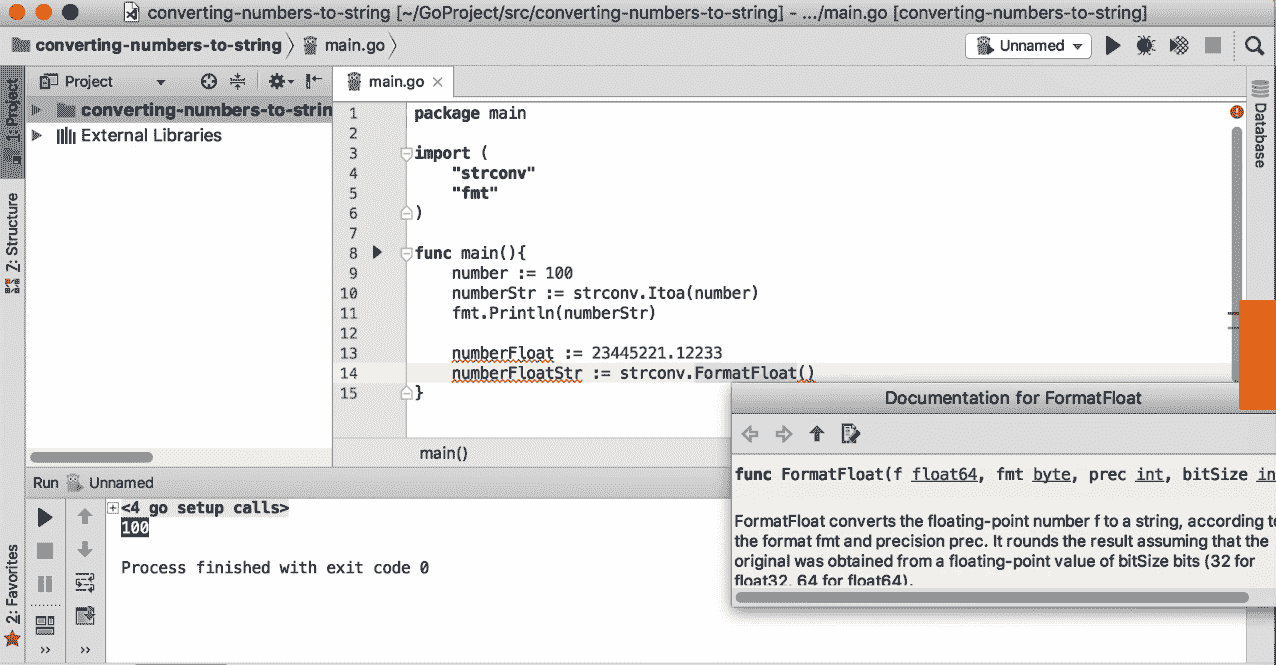 converting-numbers-to-string [~/GoProject/src/converting-numbers-to-string] - .../main.go [converting-numbers-to-string]
converting-numbers-to-string main.go Unnamed
1: Project
Project
main.go
converting-numbers-to-strin
External Libraries
Z: Structure
Database
1 package main
2
3 import (
4 "strconv"
5 "fmt"
6 )
7
8 func main(){
9 number := 100
10 numberStr := strconv.Itoa(number)
11 fmt.Println(numberStr)
12
13 numberFloat := 23445221.12233
14 numberFloatStr := strconv.FormatFloat()
15 }
main()
Documentation for FormatFloat
func FormatFloat(f float64, fmt byte, prec int, bitSize in
FormatFloat converts the floating-point number f to a string, according to
the format fmt and precision prec. It rounds the result assuming that the
original was obtained from a floating-point value of bitSize bits (32 for
float32, 64 for float64).
Run Unnamed
<4 go setup calls>
100
Process finished with exit code 0
2: Favorites